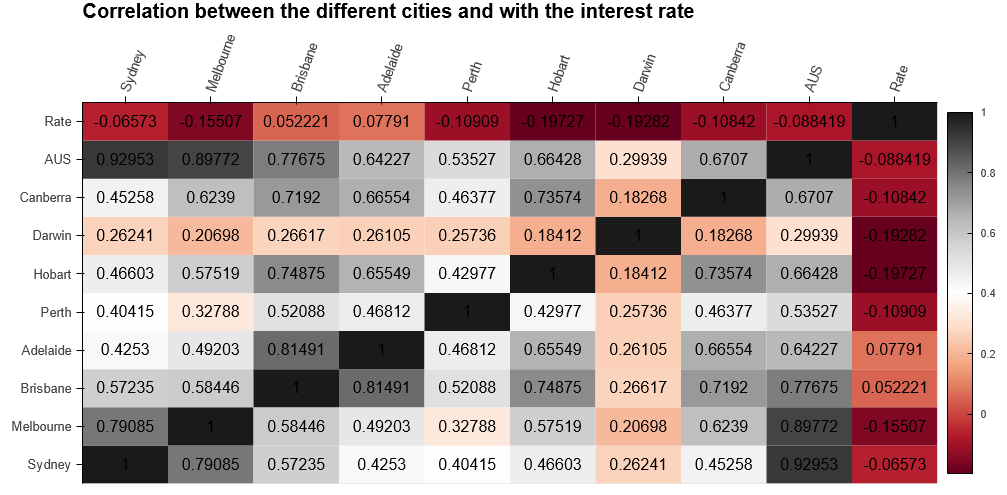 Correlation between the different cities and with the interest rate
Sydney Melbourne Brisbane Adelaide Perth Hobart Darwin Canberra AUS Rate
Rate -0.06573 -0.15507 0.052221 0.07791 -0.10909 -0.19727 -0.19282 -0.10842 -0.088419 1
AUS 0.92953 0.89772 0.77675 0.64227 0.53527 0.66428 0.29939 0.6707 1 -0.088419
Canberra 0.45258 0.6239 0.7192 0.66554 0.46377 0.73574 0.18268 1 0.6707 -0.10842
Darwin 0.26241 0.20698 0.26617 0.26105 0.25736 0.18412 1 0.18268 0.29939 -0.19282
Hobart 0.46603 0.57519 0.74875 0.65549 0.42977 1 0.18412 0.73574 0.66428 -0.19727
Perth 0.40415 0.32788 0.52088 0.46812 1 0.42977 0.25736 0.46377 0.53527 -0.10909
Adelaide 0.4253 0.49203 0.81491 1 0.46812 0.65549 0.26105 0.66554 0.64227 0.07791
Brisbane 0.57235 0.58446 1 0.81491 0.52088 0.74875 0.26617 0.7192 0.77675 0.052221
Melbourne 0.79085 1 0.58446 0.49203 0.32788 0.57519 0.20698 0.6239 0.89772 -0.15507
Sydney 1 0.79085 0.57235 0.4253 0.40415 0.46603 0.26241 0.45258 0.92953 -0.06573
1
0.8
0.6
0.4
0.2
0